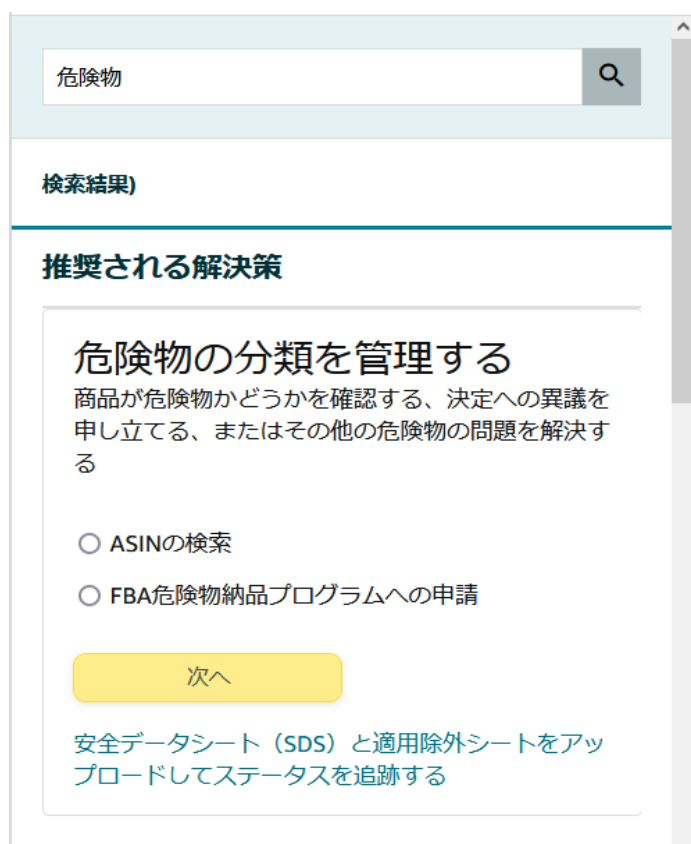 危険物
検索結果)
推奨される解決策
危険物の分類を管理する
商品が危険物かどうかを確認する、決定への異議を
申し立てる、またはその他の危険物の問題を解決す
る
ASINの検索
FBA危険物納品プログラムへの申請
次へ
安全データシート（SDS）と適用除外シートをアッ
プロードしてステータスを追跡する